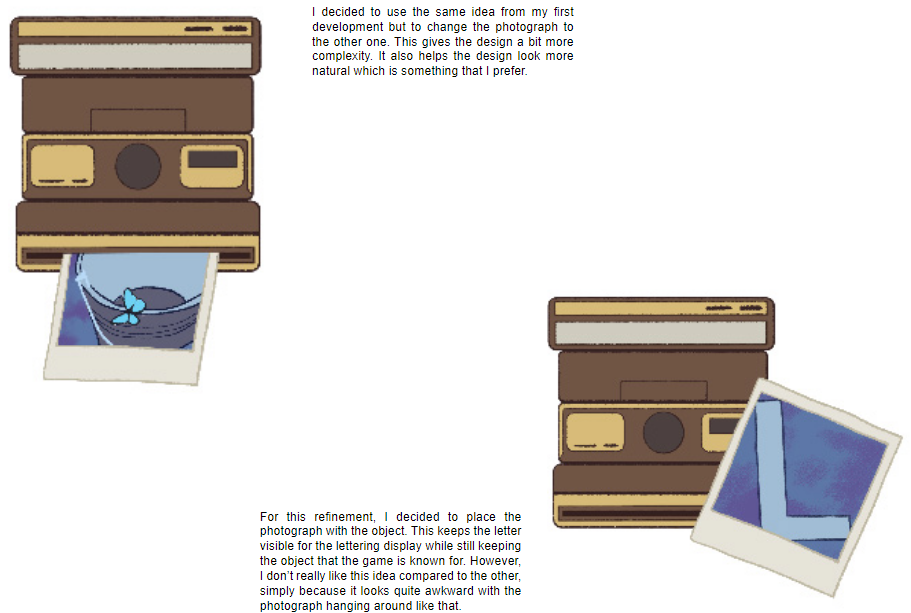 I decided to use the same idea from my first
development but to change the photograph to
the other one. This gives the design a bit more
complexity. It also helps the design look more
natural which is something that I prefer.
For this refinement, I decided to place the
photograph with the object. This keeps the letter
visible for the lettering display while still keeping
the object that the game is known for. However,
I don't really like this idea compared to the other,
simply because it looks quite awkward with the
photograph hanging around like that.
L